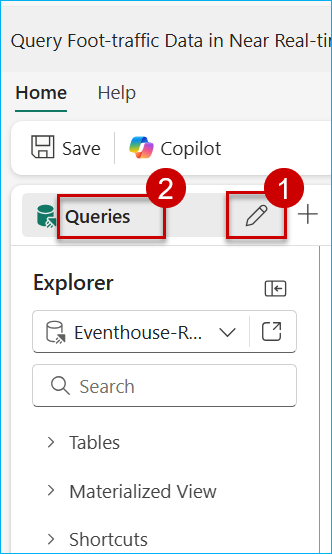 Query Foot-traffic Data in Near Real-tim
Home Help
Save Copilot
2 1
Queries
Explorer
Eventhouse-R...
Search
Tables
Materialized View
Shortcuts